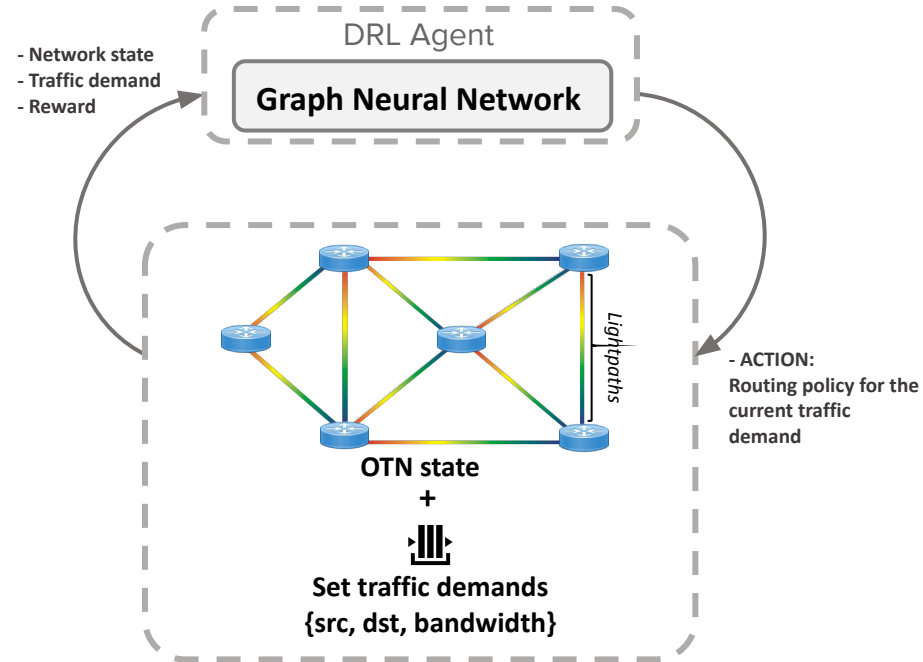 DRL Agent
Graph Neural Network
- Network state
- Traffic demand
- Reward
Lightpaths
- ACTION:
Routing policy for the
current traffic
demand
OTN state
+
Set traffic demands
{src, dst, bandwidth}